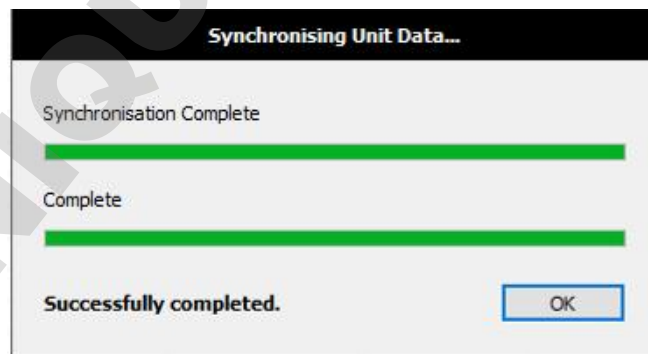 Synchronising Unit Data...
Synchronisation Complete
Complete
Successfully completed.
OK